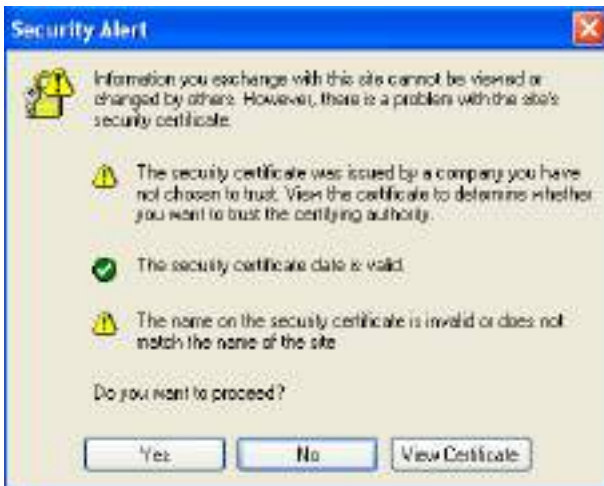 Security Alert
Information you exchange with this site cannot be viewed or
changed by others. However, there is a problem with the site's
security certificate.
The security certificate was issued by a company you have
not chosen to trust. View the certificate to determine whether
you want to trust the certifying authority.
The security certificate date is valid.
The name on the security certificate is invalid or does not
match the name of the site
Do you want to proceed?
Yes
No
View Certificate